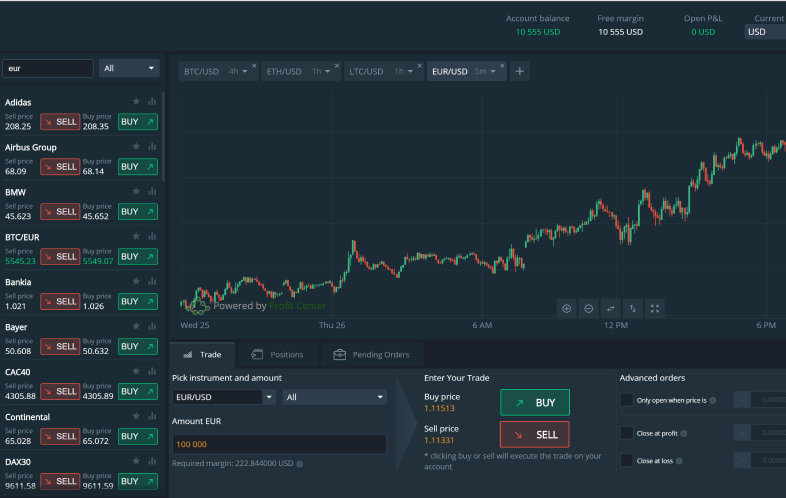 Account balance Free margin Open P&L Current
10 555 USD 10 555 USD 0 USD USD
eur All
BTC/USD 4h ETH/USD 1h LTC/USD 1h EUR/USD 5m
Adidas
Sell price Buy price
208.25 SELL 208.35 BUY
Airbus Group
Sell price Buy price
68.09 SELL 68.14 BUY
BMW
Sell price Buy price
45.623 SELL 45.652 BUY
BTC/EUR
Sell price Buy price
5545.23 SELL 5549.07 BUY
Bankia
Sell price Buy price
1.021 SELL 1.026 BUY
Bayer
Sell price Buy price
50.608 SELL 50.632 BUY
CAC40
Sell price Buy price
4305.88 SELL 4305.89 BUY
Continental
Sell price Buy price
65.028 SELL 65.072 BUY
DAX30
Sell price Buy price
9611.58 SELL 9611.59 BUY
Powered by Profit Center
Wed 25 Thu 26 6 AM 12 PM 6 PM
Trade Positions Pending Orders
Pick instrument and amount
EUR/USD All
Amount EUR
100 000
Required margin: 222.844000 USD
Enter Your Trade
Buy price
1.11513 BUY
Sell price
1.11331 SELL
* clicking buy or sell will execute the trade on your
account
Advanced orders
Only open when price is - 0.0000
Close at profit - 0.0000
Close at loss - 0.0000